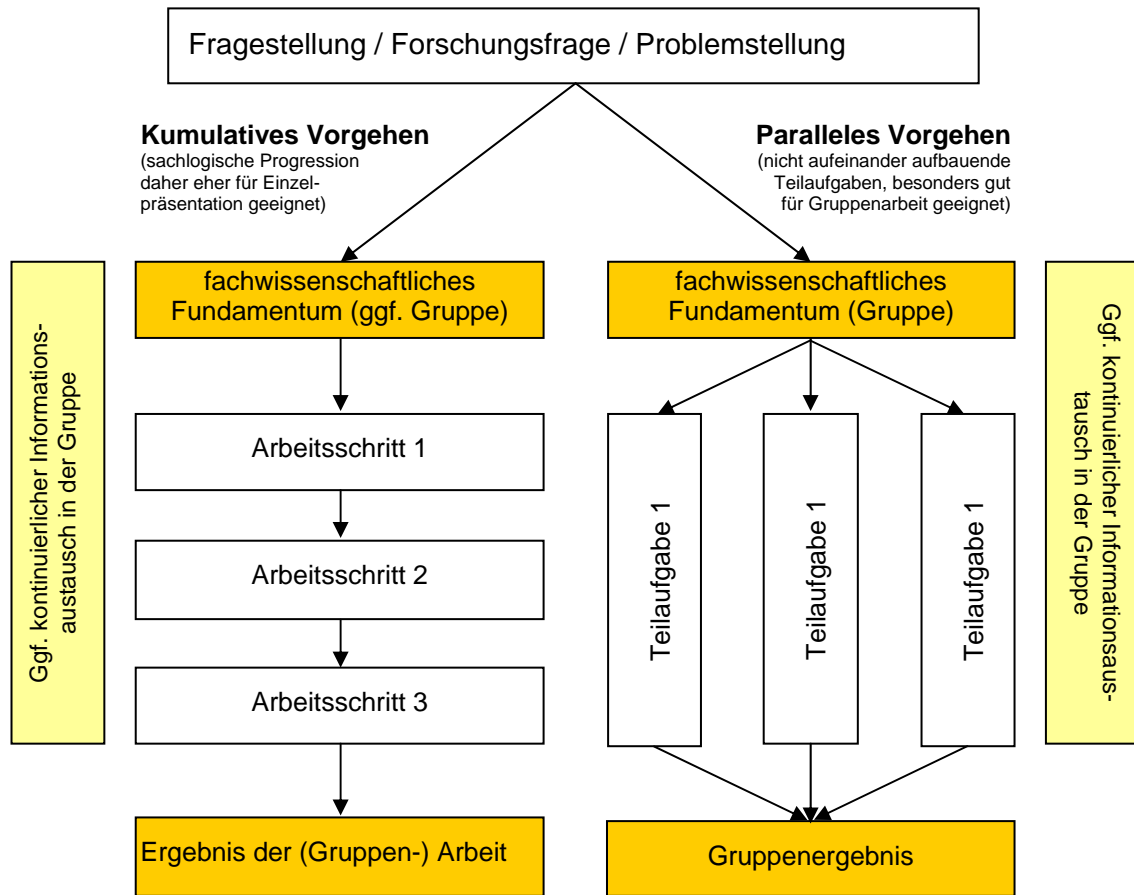 Fragestellung / Forschungsfrage / Problemstellung
Kumulatives Vorgehen
(sachlogische Progression
daher eher für Einzel-
präsentation geeignet)
Paralleles Vorgehen
(nicht aufeinander aufbauende
Teilaufgaben, besonders gut
für Gruppenarbeit geeignet)
Ggf. kontinuierlicher Informations-
austausch in der Gruppe
fachwissenschaftliches
Fundamentum (ggf. Gruppe)
Arbeitsschritt 1
Arbeitsschritt 2
Arbeitsschritt 3
Ergebnis der (Gruppen-) Arbeit
fachwissenschaftliches
Fundamentum (Gruppe)
Teilaufgabe 1
Teilaufgabe 1
Teilaufgabe 1
Gruppenergebnis
Ggf. kontinuierlicher Informationsaus-
tausch in der Gruppe